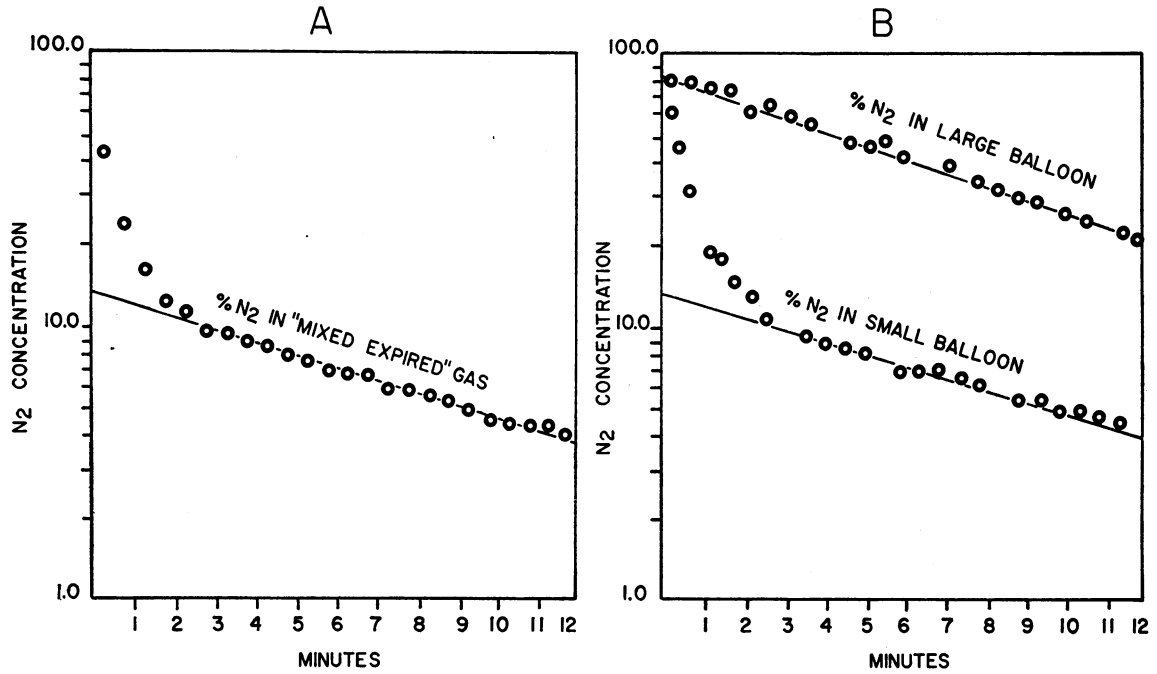 A
100.0
10.0
1.0
N2 CONCENTRATION
% N2 IN "MIXED EXPIRED" GAS
1 2 3 4 5 6 7 8 9 10 11 12
MINUTES
B
100.0
10.0
1.0
N2 CONCENTRATION
% N2 IN LARGE BALLOON
% N2 IN SMALL BALLOON
1 2 3 4 5 6 7 8 9 10 11 12
MINUTES